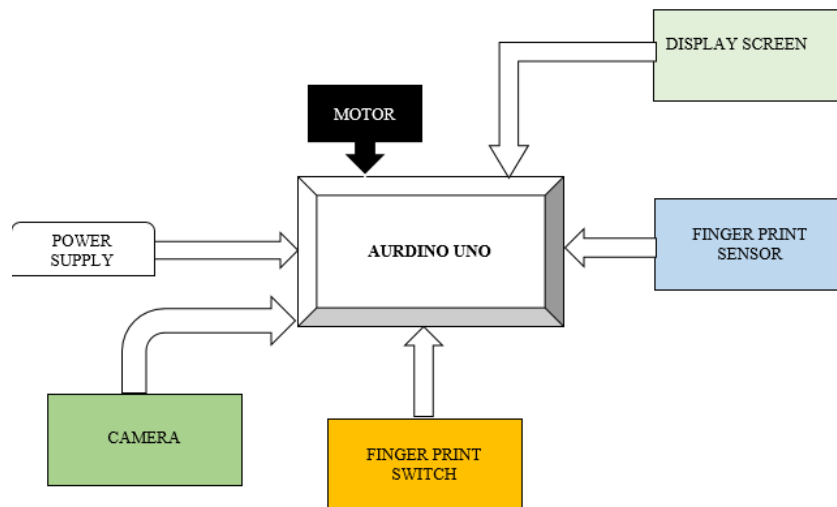 DISPLAY SCREEN
MOTOR
POWER
SUPPLY
AURDINO UNO
FINGER PRINT
SENSOR
CAMERA
FINGER PRINT
SWITCH